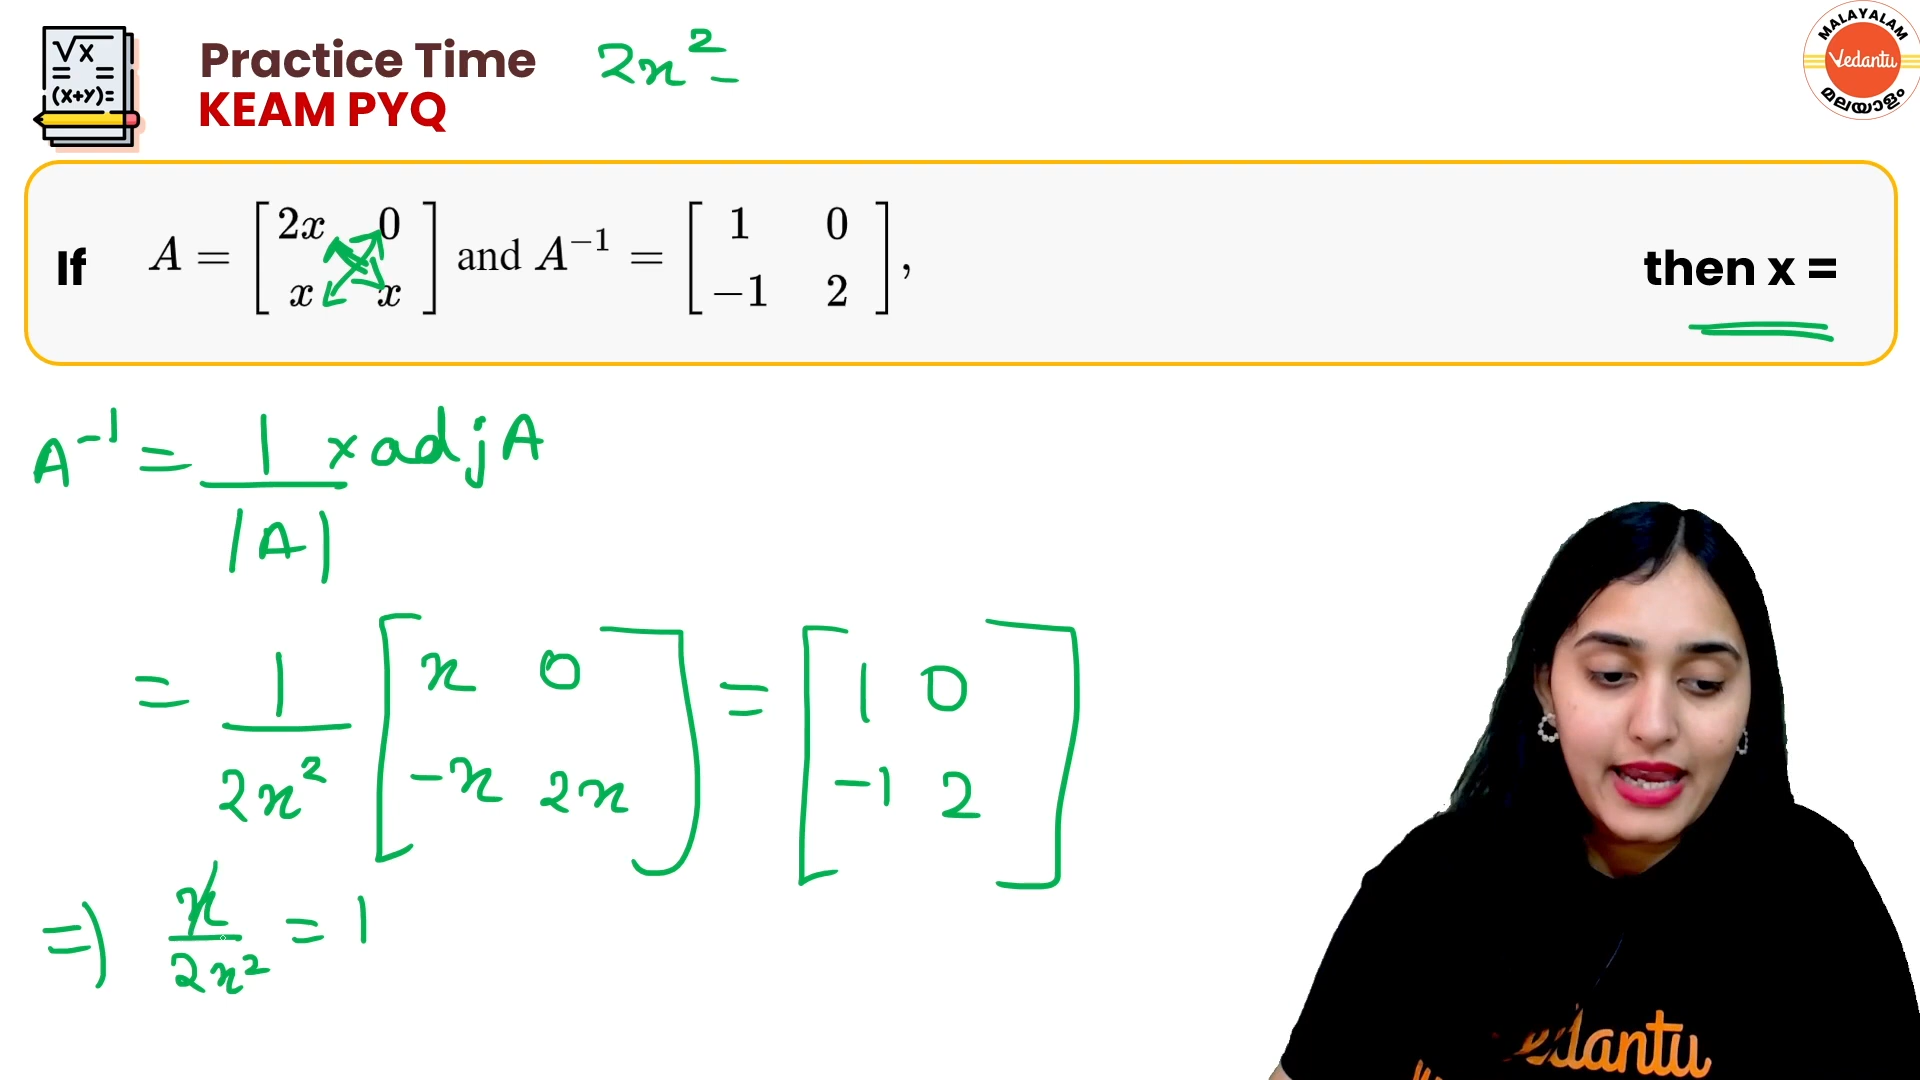 √x
= =
(x+y)=
Practice Time
KEAM PYQ
2x² -
MALAYALAM
Vedantu
മലയാളം
If A = [ 2x 0 ; x x ] and A⁻¹ = [ 1 0 ; -1 2 ], then x =
A⁻¹ = 1/|A| × adj A
= 1/2x² [ x 0 ; -x 2x ] = [ 1 0 ; -1 2 ]
⇒ x/2x² = 1